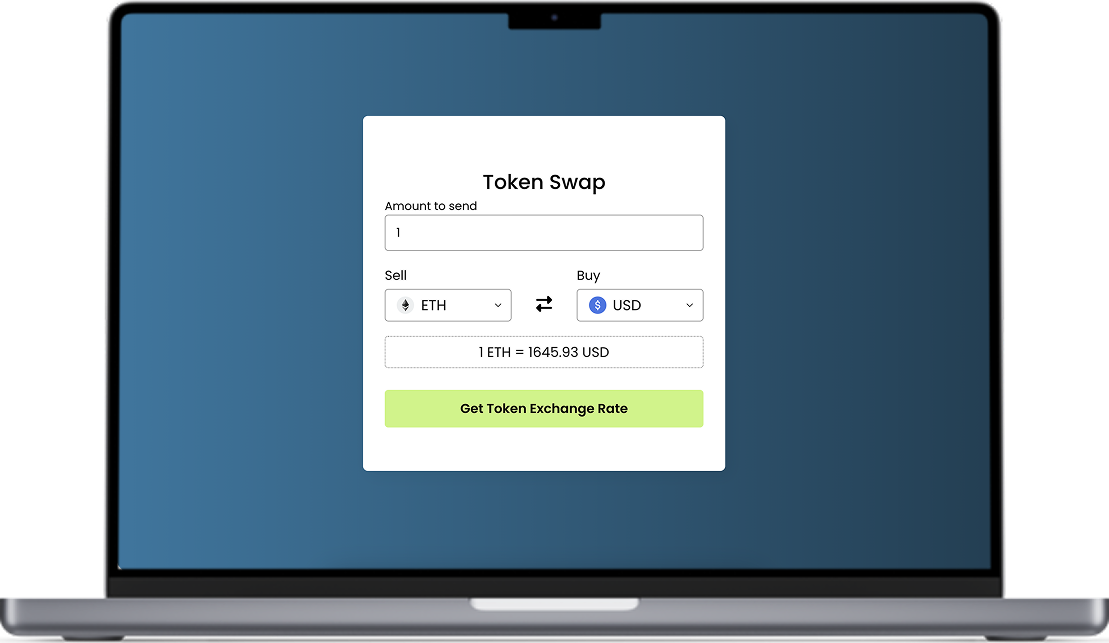 Token Swap
Amount to send
1
Sell
Buy
ETH
USD
1 ETH = 1645.93 USD
Get Token Exchange Rate